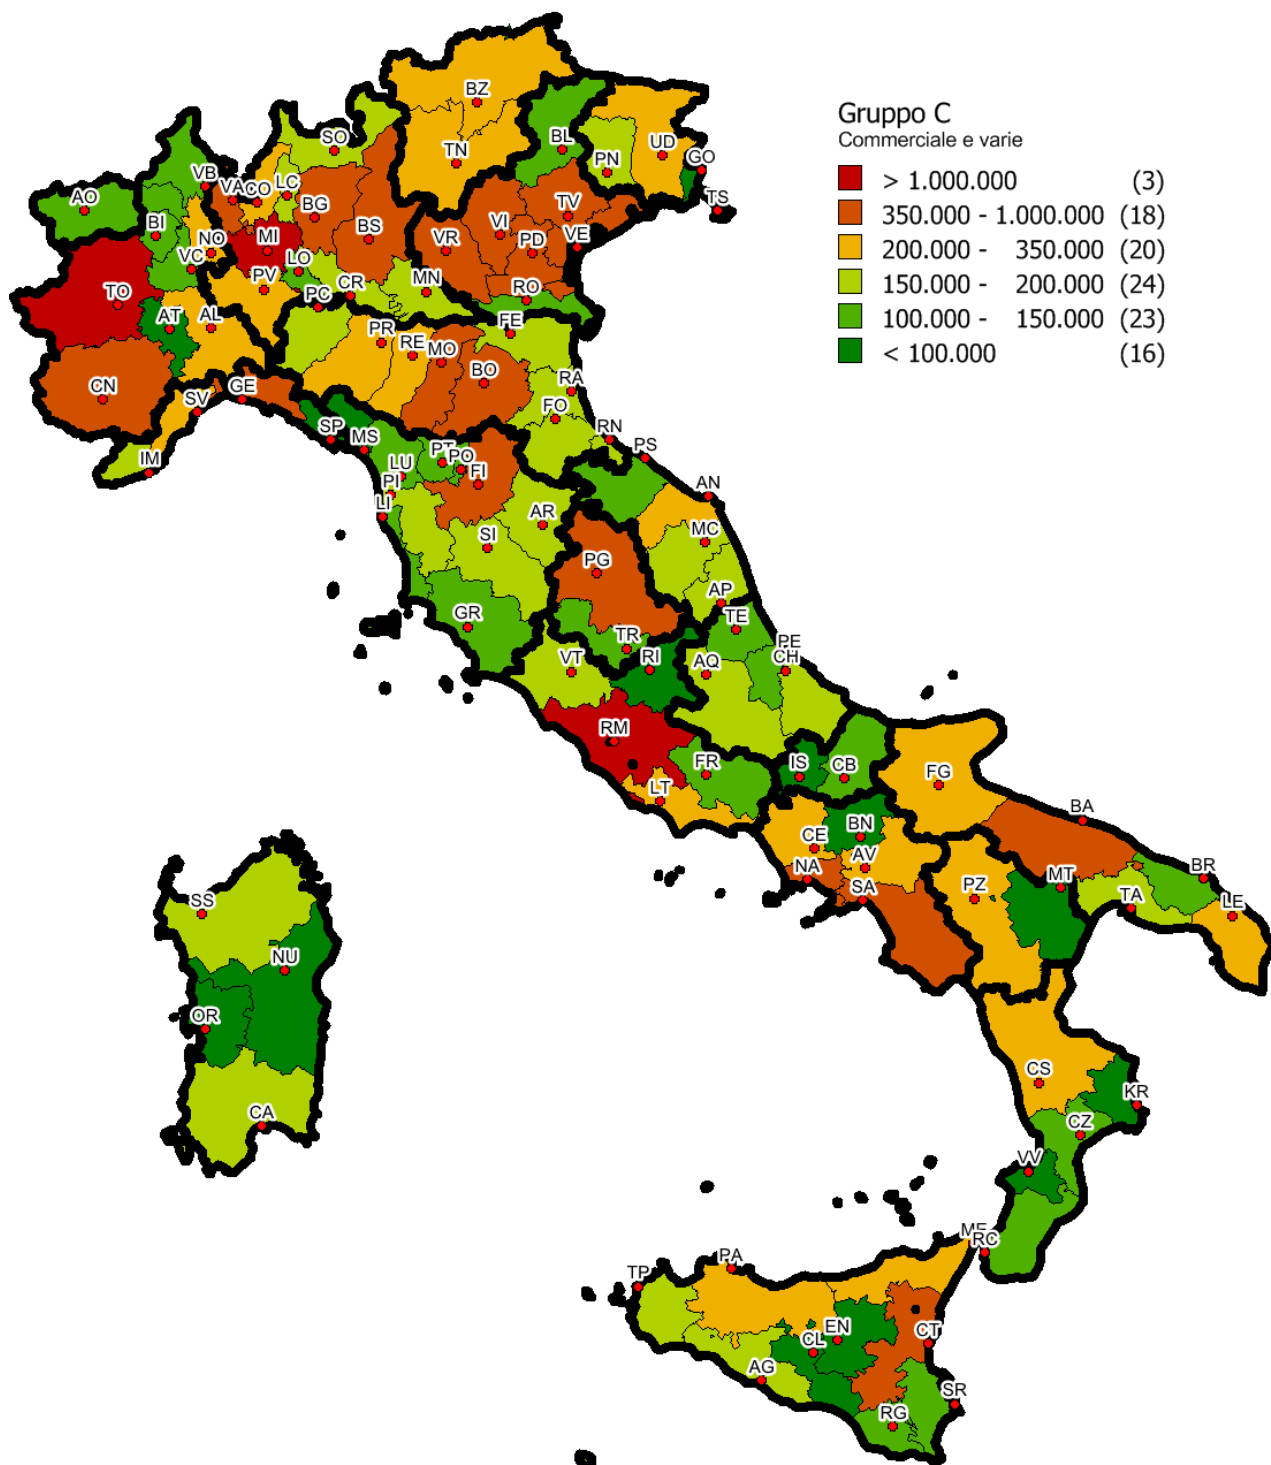 Gruppo C
Commerciale e varie
> 1.000.000 (3)
350.000 - 1.000.000 (18)
200.000 - 350.000 (20)
150.000 - 200.000 (24)
100.000 - 150.000 (23)
< 100.000 (16)
BZ
SO
TN
BL
PN
UD
GO
TS
VB
VA
CO
LC
AO
BI
BG
BS
TV
VI
VR
PD
VE
NO
MI
VC
LO
PV
CR
MN
RO
TO
PC
AT
AL
FE
PR
RE
MO
BO
CN
SV
GE
RA
FO
IM
SP
MS
RN
PS
LU
PT
PO
FI
PI
LI
AN
AR
SI
MC
PG
AP
GR
TE
TR
PE
VT
RI
AQ
CH
RM
FR
IS
CB
FG
LT
BA
CE
BN
NA
AV
SA
PZ
MT
BR
TA
LE
SS
NU
OR
CA
CS
KR
CZ
VV
ME
RC
TP
PA
EN
CL
CT
AG
SR
RG